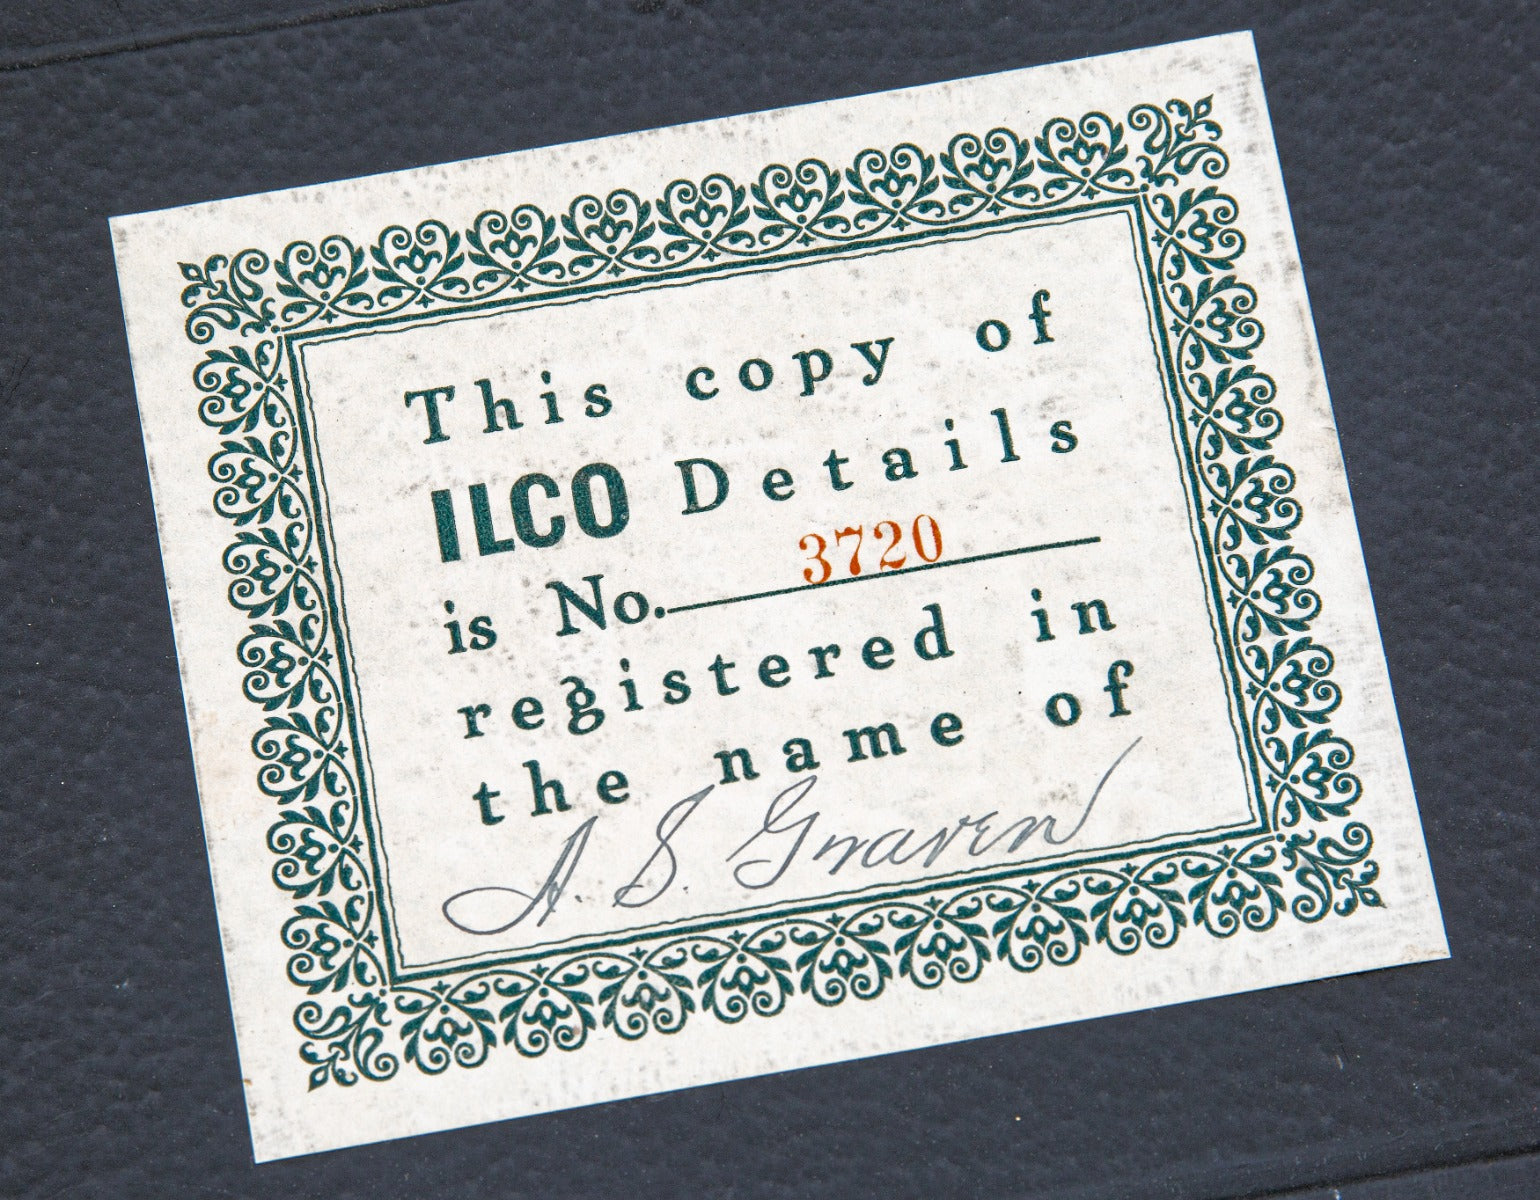 This copy of
ILCO Details
is No. 3720
registered in
the name of
A. S. Graven